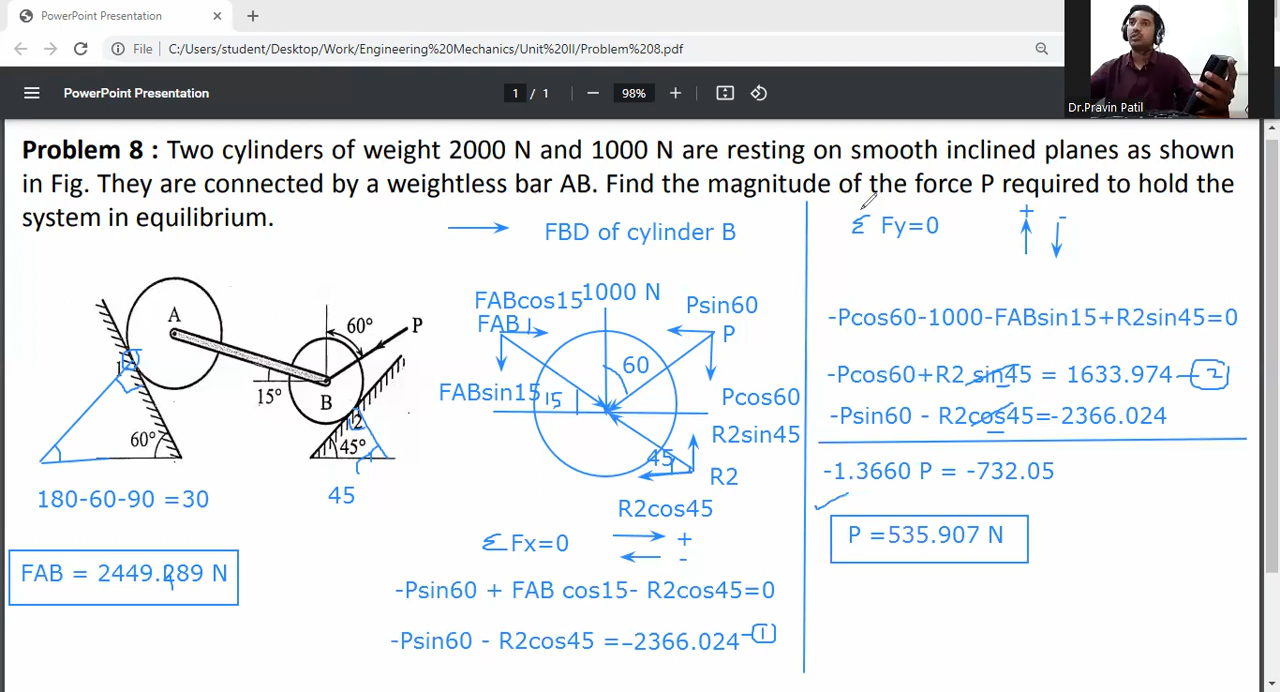 PowerPoint Presentation
File C:/Users/student/Desktop/Work/Engineering%20Mechanics/Unit%20II/Problem%208.pdf
PowerPoint Presentation
1 / 1
98%
Dr.Pravin Patil
Problem 8 : Two cylinders of weight 2000 N and 1000 N are resting on smooth inclined planes as shown
in Fig. They are connected by a weightless bar AB. Find the magnitude of the force P required to hold the
system in equilibrium.
A
60°
P
15°
B
60°
45°
180-60-90 =30
45
FAB = 2449.489 N
FBD of cylinder B
FABcos15
1000 N
Psin60
FAB
P
60
FABsin15
15
Pcos60
R2sin45
45
R2
R2cos45
Σ Fx=0
+
-
-Psin60 + FAB cos15- R2cos45=0
-Psin60 - R2cos45 =-2366.024 -1
Σ Fy=0
+
-
-Pcos60-1000-FABsin15+R2sin45=0
-Pcos60+R2 sin45 = 1633.974 -2
-Psin60 - R2cos45=-2366.024
-1.3660 P = -732.05
P =535.907 N